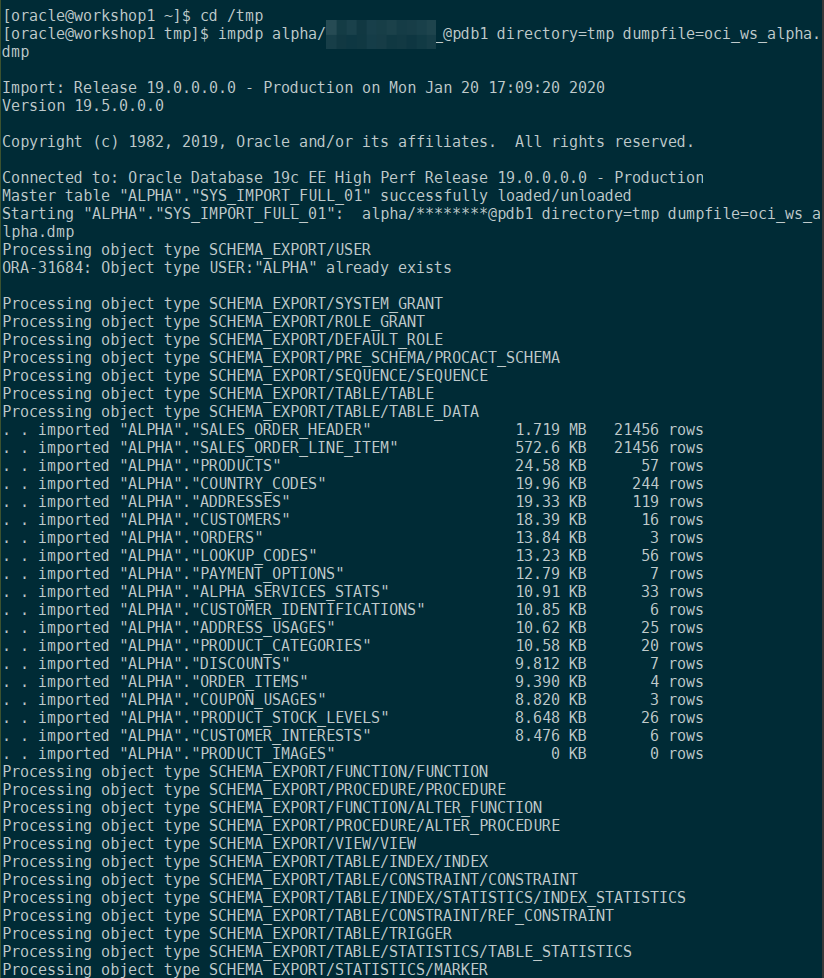 [oracle@workshop1 ~]$ cd /tmp
[oracle@workshop1 tmp]$ impdp alpha/ _@pdb1 directory=tmp dumpfile=oci_ws_alpha.
dmp
Import: Release 19.0.0.0.0 - Production on Mon Jan 20 17:09:20 2020
Version 19.5.0.0.0
Copyright (c) 1982, 2019, Oracle and/or its affiliates.  All rights reserved.
Connected to: Oracle Database 19c EE High Perf Release 19.0.0.0.0 - Production
Master table "ALPHA"."SYS_IMPORT_FULL_01" successfully loaded/unloaded
Starting "ALPHA"."SYS_IMPORT_FULL_01":  alpha/********@pdb1 directory=tmp dumpfile=oci_ws_a
lpha.dmp
Processing object type SCHEMA_EXPORT/USER
ORA-31684: Object type USER:"ALPHA" already exists
Processing object type SCHEMA_EXPORT/SYSTEM_GRANT
Processing object type SCHEMA_EXPORT/ROLE_GRANT
Processing object type SCHEMA_EXPORT/DEFAULT_ROLE
Processing object type SCHEMA_EXPORT/PRE_SCHEMA/PROCACT_SCHEMA
Processing object type SCHEMA_EXPORT/SEQUENCE/SEQUENCE
Processing object type SCHEMA_EXPORT/TABLE/TABLE
Processing object type SCHEMA_EXPORT/TABLE/TABLE_DATA
. . imported "ALPHA"."SALES_ORDER_HEADER"                1.719 MB   21456 rows
. . imported "ALPHA"."SALES_ORDER_LINE_ITEM"             572.6 KB   21456 rows
. . imported "ALPHA"."PRODUCTS"                          24.58 KB      57 rows
. . imported "ALPHA"."COUNTRY_CODES"                     19.96 KB     244 rows
. . imported "ALPHA"."ADDRESSES"                         19.33 KB     119 rows
. . imported "ALPHA"."CUSTOMERS"                         18.39 KB      16 rows
. . imported "ALPHA"."ORDERS"                            13.84 KB       3 rows
. . imported "ALPHA"."LOOKUP_CODES"                      13.23 KB      56 rows
. . imported "ALPHA"."PAYMENT_OPTIONS"                   12.79 KB       7 rows
. . imported "ALPHA"."ALPHA_SERVICES_STATS"              10.91 KB      33 rows
. . imported "ALPHA"."CUSTOMER_IDENTIFICATIONS"          10.85 KB       6 rows
. . imported "ALPHA"."ADDRESS_USAGES"                    10.62 KB      25 rows
. . imported "ALPHA"."PRODUCT_CATEGORIES"                10.58 KB      20 rows
. . imported "ALPHA"."DISCOUNTS"                         9.812 KB       7 rows
. . imported "ALPHA"."ORDER_ITEMS"                       9.390 KB       4 rows
. . imported "ALPHA"."COUPON_USAGES"                     8.820 KB       3 rows
. . imported "ALPHA"."PRODUCT_STOCK_LEVELS"              8.648 KB      26 rows
. . imported "ALPHA"."CUSTOMER_INTERESTS"                8.476 KB       6 rows
. . imported "ALPHA"."PRODUCT_IMAGES"                        0 KB       0 rows
Processing object type SCHEMA_EXPORT/FUNCTION/FUNCTION
Processing object type SCHEMA_EXPORT/PROCEDURE/PROCEDURE
Processing object type SCHEMA_EXPORT/FUNCTION/ALTER_FUNCTION
Processing object type SCHEMA_EXPORT/PROCEDURE/ALTER_PROCEDURE
Processing object type SCHEMA_EXPORT/VIEW/VIEW
Processing object type SCHEMA_EXPORT/TABLE/INDEX/INDEX
Processing object type SCHEMA_EXPORT/TABLE/CONSTRAINT/CONSTRAINT
Processing object type SCHEMA_EXPORT/TABLE/INDEX/STATISTICS/INDEX_STATISTICS
Processing object type SCHEMA_EXPORT/TABLE/CONSTRAINT/REF_CONSTRAINT
Processing object type SCHEMA_EXPORT/TABLE/TRIGGER
Processing object type SCHEMA_EXPORT/TABLE/STATISTICS/TABLE_STATISTICS
Processing object type SCHEMA_EXPORT/STATISTICS/MARKER